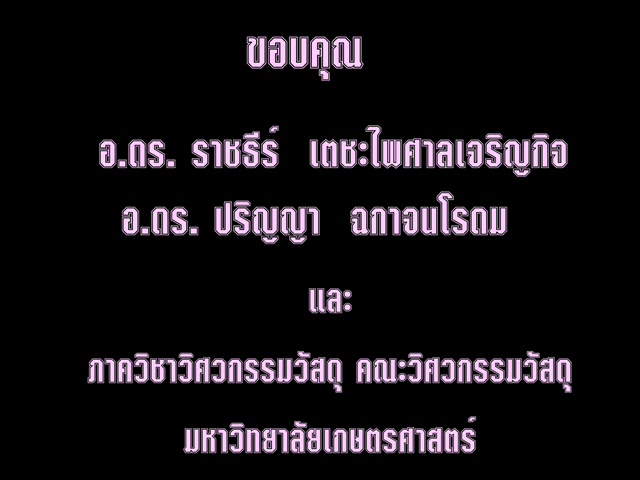 ขอบคุณ
อ.ดร. ราชธีร์ เตชะไพศาลเจริญกิจ
อ.ดร. ปริญญา ฉกาจนโรดม
และ
ภาควิชาวิศวกรรมวัสดุ คณะวิศวกรรมวัสดุ
มหาวิทยาลัยเกษตรศาสตร์